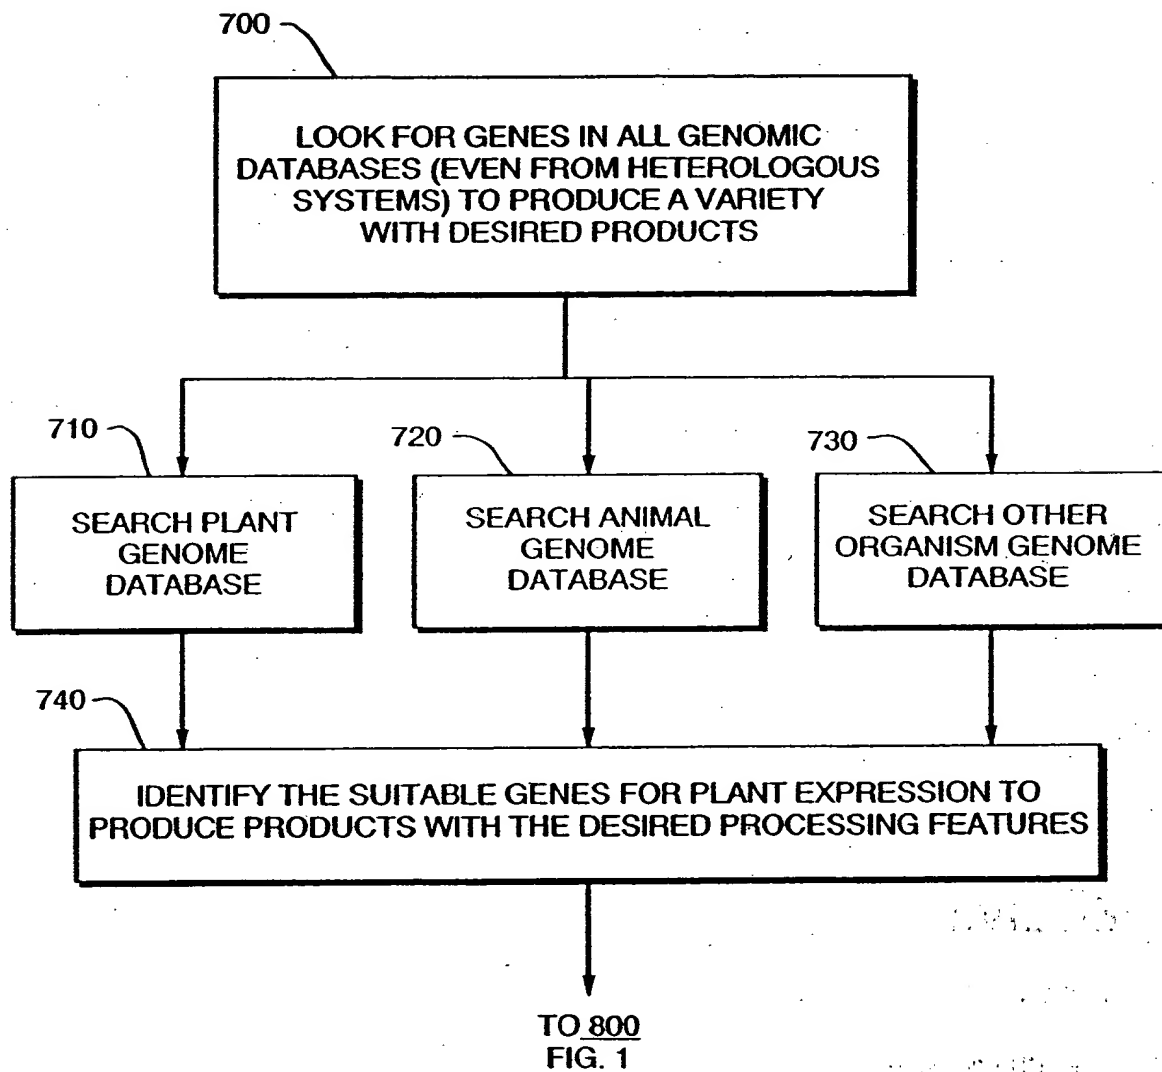 700
LOOK FOR GENES IN ALL GENOMIC
DATABASES (EVEN FROM HETEROLOGOUS
SYSTEMS) TO PRODUCE A VARIETY
WITH DESIRED PRODUCTS
710
SEARCH PLANT
GENOME
DATABASE
720
SEARCH ANIMAL
GENOME
DATABASE
730
SEARCH OTHER
ORGANISM GENOME
DATABASE
740
IDENTIFY THE SUITABLE GENES FOR PLANT EXPRESSION TO
PRODUCE PRODUCTS WITH THE DESIRED PROCESSING FEATURES
TO 800
FIG. 1